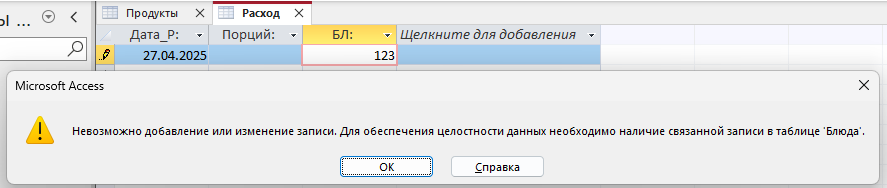 ы ...
Продукты
Расход
Дата_Р:
Порций:
БЛ:
Щелкните для добавления
27.04.2025
123
Microsoft Access
Невозможно добавление или изменение записи. Для обеспечения целостности данных необходимо наличие связанной записи в таблице 'Блюда'.
ОК
Справка